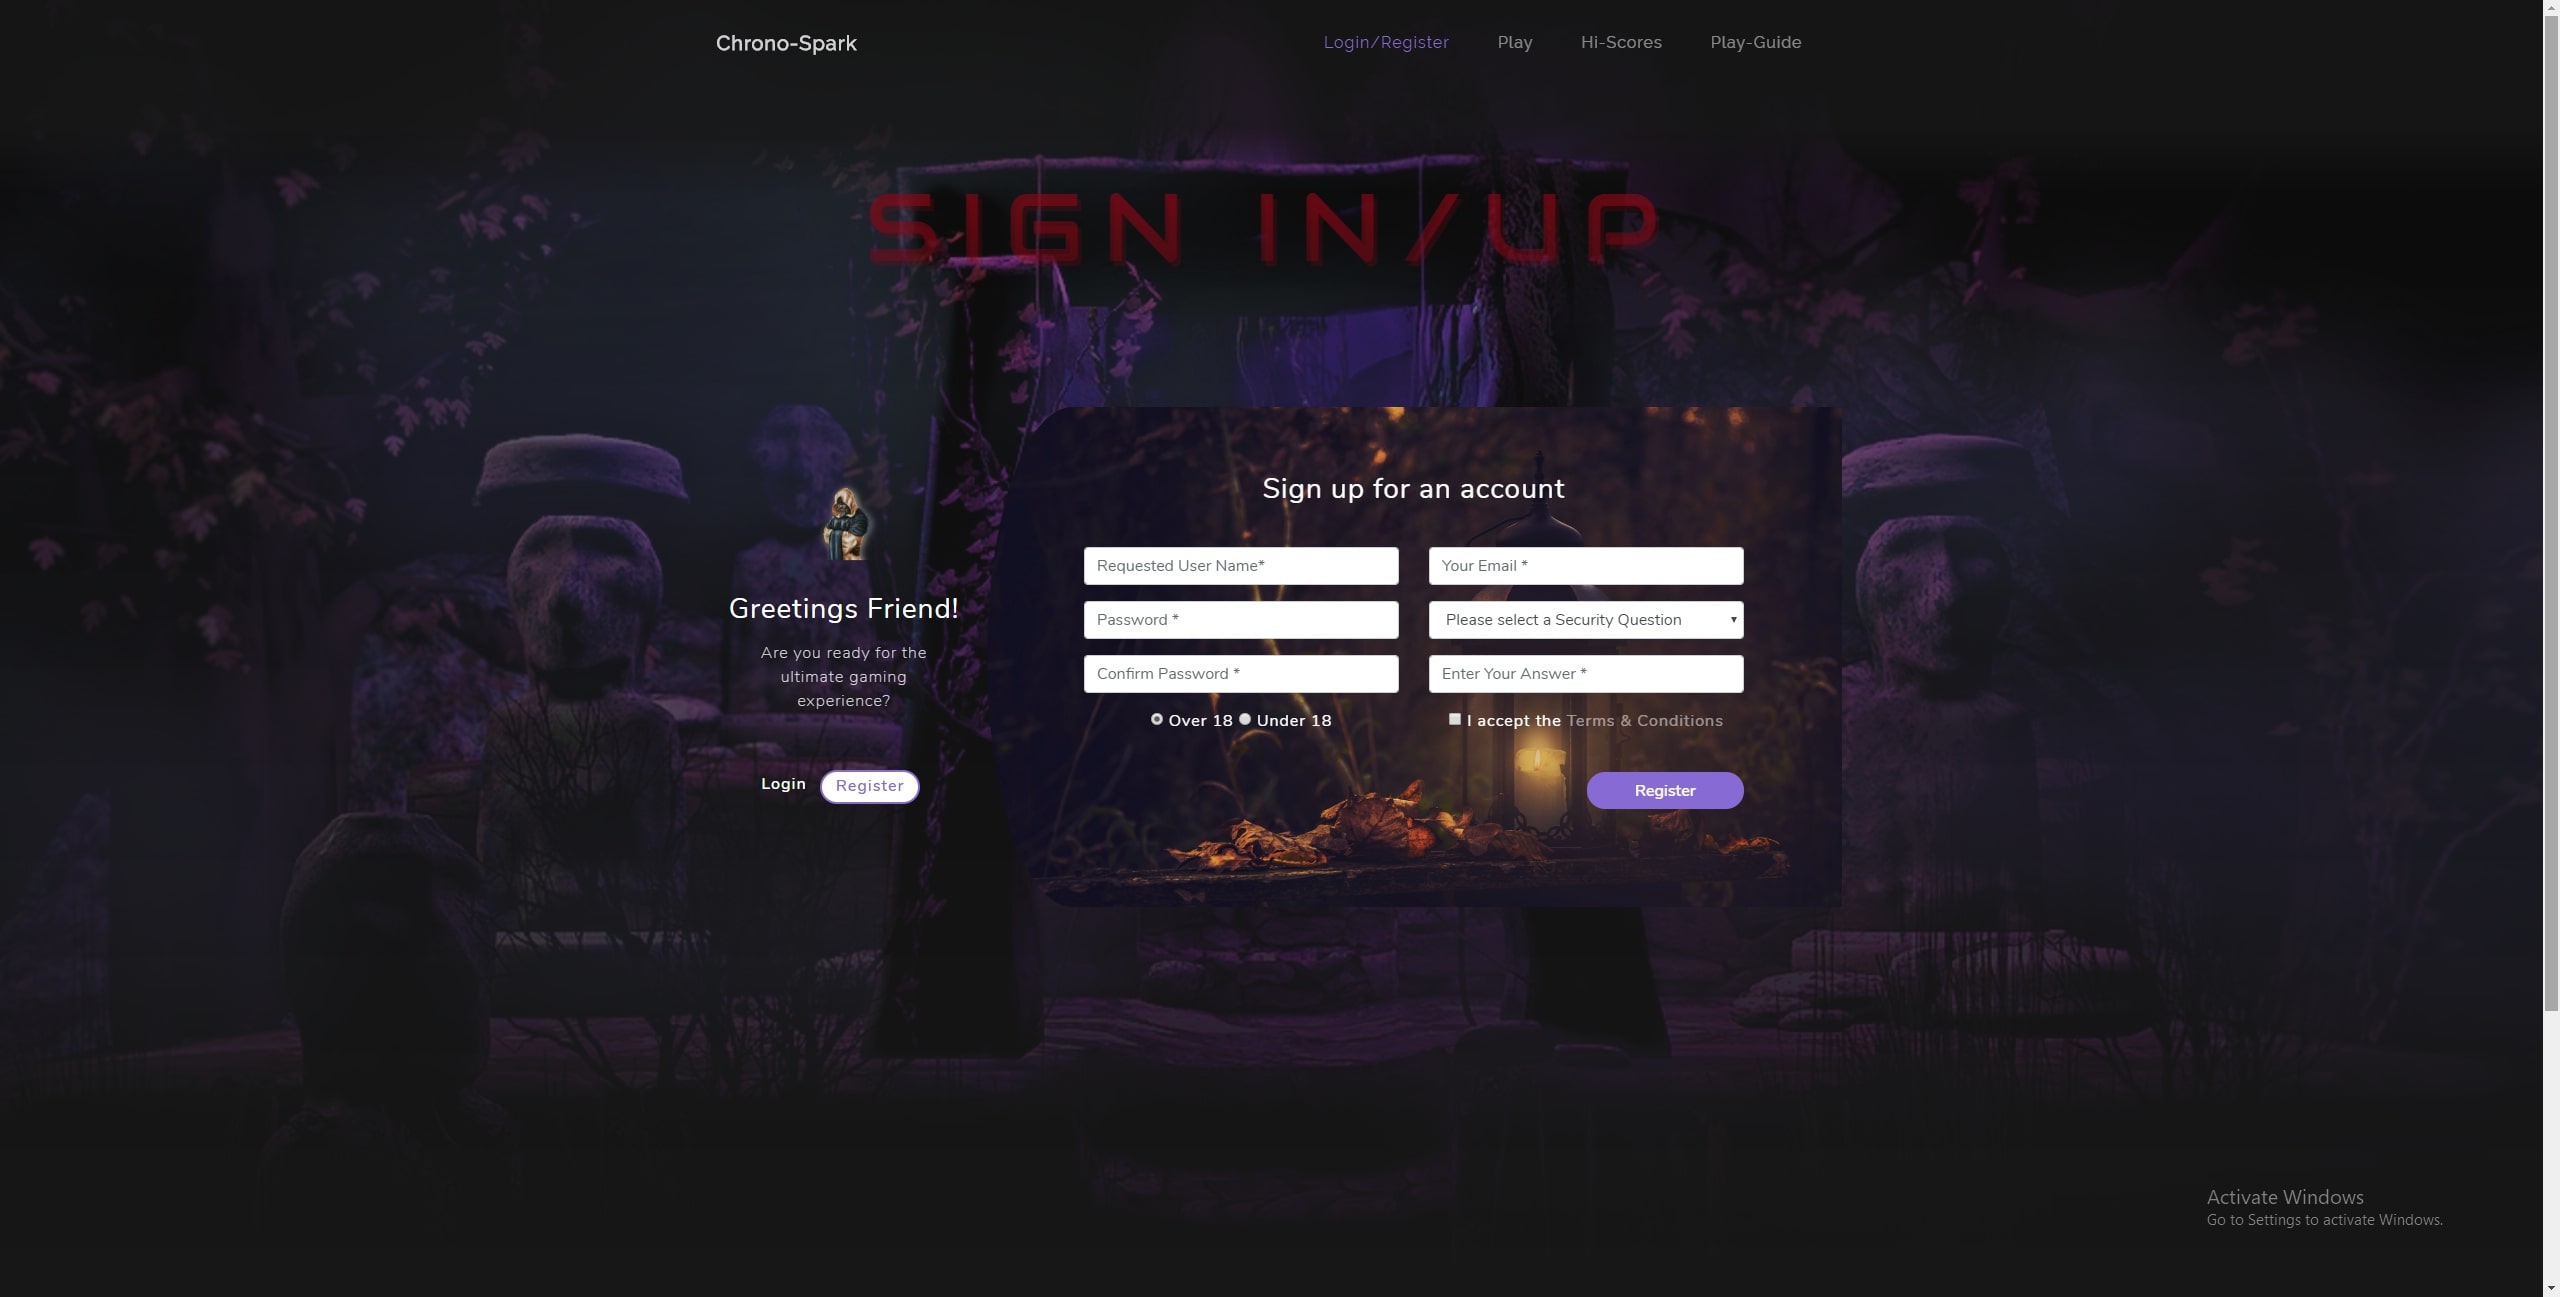 Chrono-Spark
Login/Register
Play
Hi-Scores
Play-Guide
SIGN IN/UP
Greetings Friend!
Are you ready for the
ultimate gaming
experience?
Login
Register
Sign up for an account
Requested User Name*
Your Email *
Password *
Please select a Security Question
Confirm Password *
Enter Your Answer *
Over 18
Under 18
I accept the Terms & Conditions
Register
Activate Windows
Go to Settings to activate Windows.